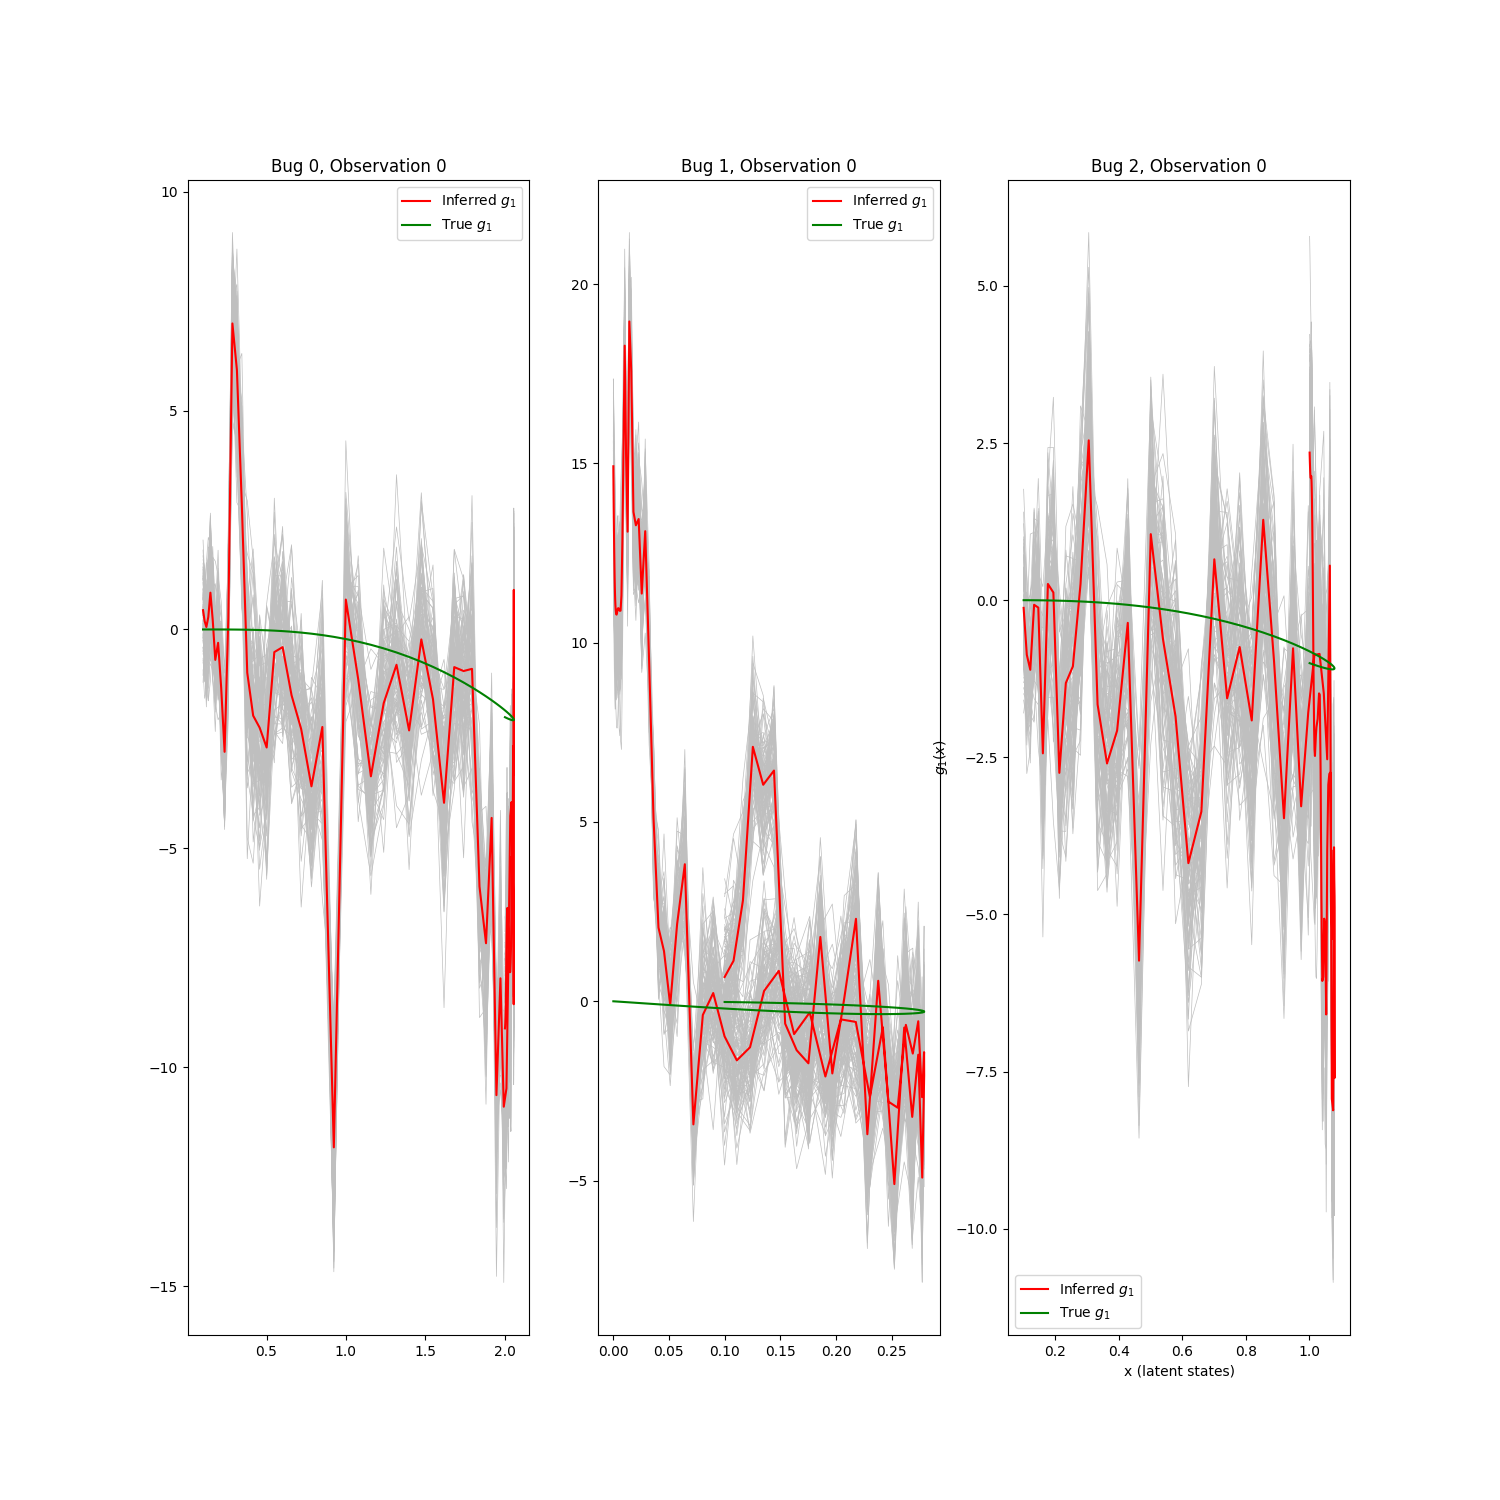 Bug 0, Observation 0
Bug 1, Observation 0
Bug 2, Observation 0
Inferred g₁
True g₁
Inferred g₁
True g₁
Inferred g₁
True g₁
10
5
0
−5
−10
−15
0.5 1.0 1.5 2.0
20
15
10
5
0
−5
0.00 0.05 0.10 0.15 0.20 0.25
g₁(x)
5.0
2.5
0.0
−2.5
−5.0
−7.5
−10.0
0.2 0.4 0.6 0.8 1.0
x (latent states)